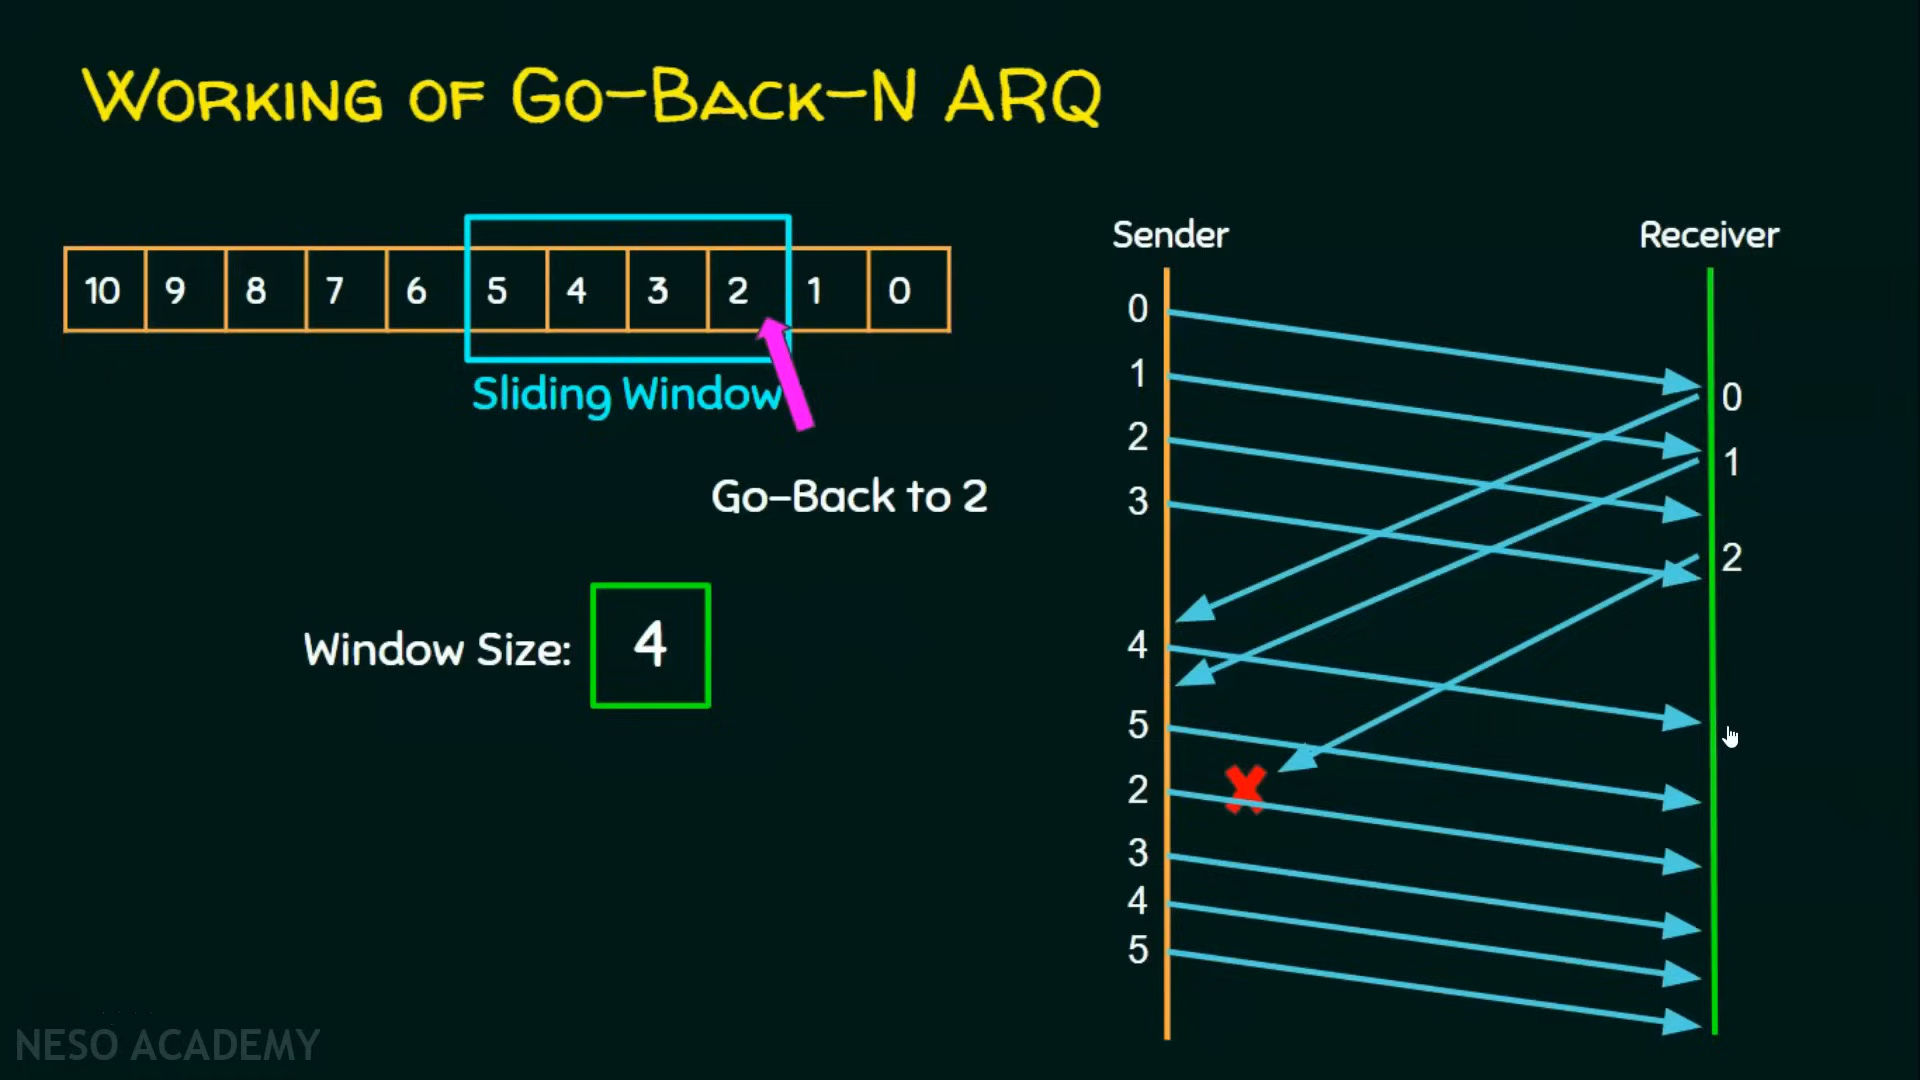 Working of Go-Back-N ARQ
10 9 8 7 6 5 4 3 2 1 0
Sliding Window
Go-Back to 2
Window Size: 4
Sender
0
1
2
3
4
5
2
3
4
5
Receiver
0
1
2
NESO ACADEMY